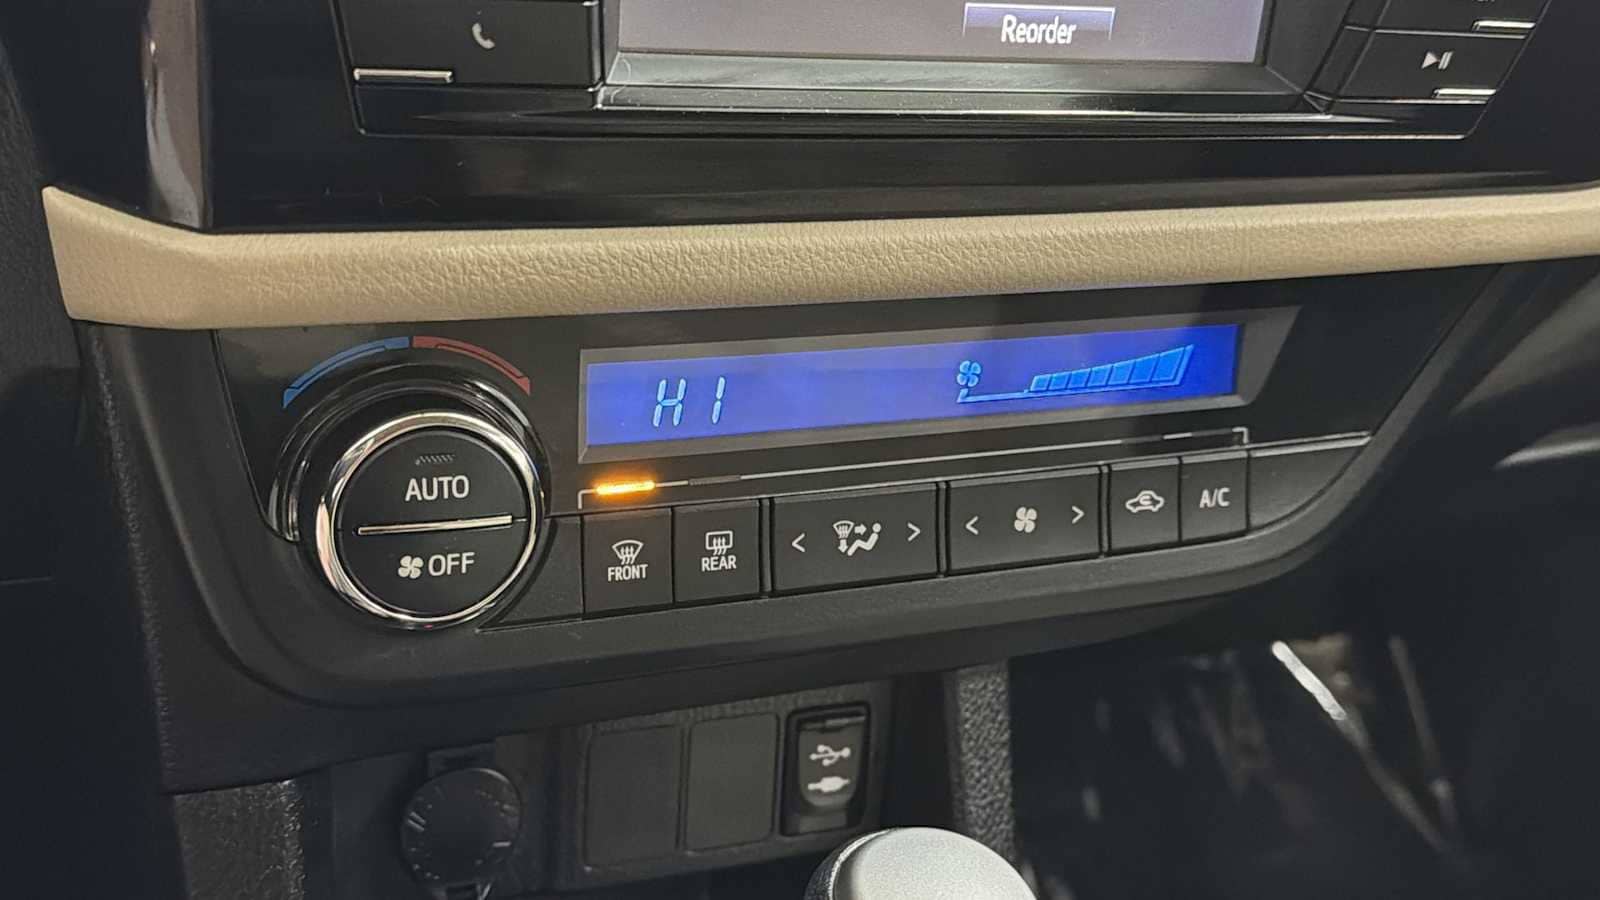 Reorder
HI
AUTO
OFF
FRONT
REAR
< >
< >
A/C